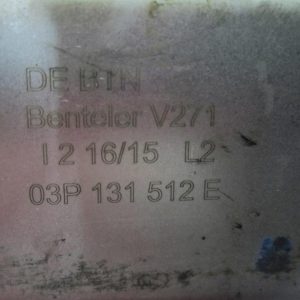 DE BTN
Benteler V271
I 2 16/15 L2
03P 131 512 E